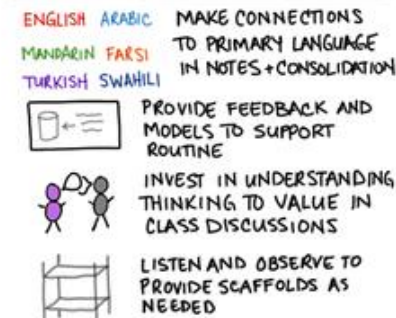 ENGLISH ARABIC
MANDARIN FARSI
TURKISH SWAHILI
MAKE CONNECTIONS
TO PRIMARY LANGUAGE
IN NOTES + CONSOLIDATION
PROVIDE FEEDBACK AND
MODELS TO SUPPORT
ROUTINE
INVEST IN UNDERSTANDING
THINKING TO VALUE IN
CLASS DISCUSSIONS
LISTEN AND OBSERVE TO
PROVIDE SCAFFOLDS AS
NEEDED